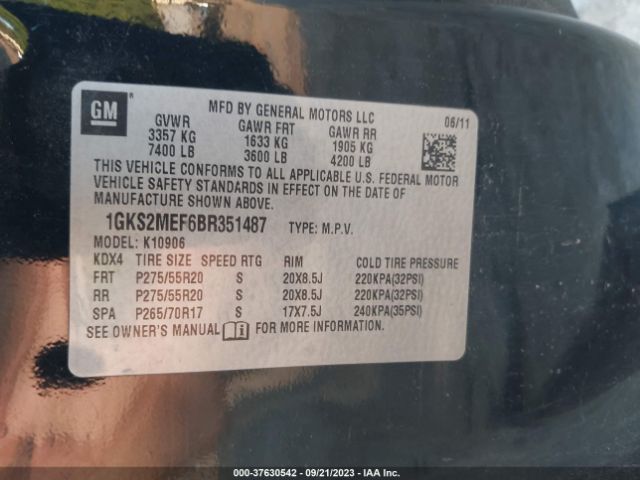 GM
MFD BY GENERAL MOTORS LLC
06/11
GVWR GAWR FRT GAWR RR
3357 KG 1633 KG 1905 KG
7400 LB 3600 LB 4200 LB
THIS VEHICLE CONFORMS TO ALL APPLICABLE U.S. FEDERAL MOTOR
VEHICLE SAFETY STANDARDS IN EFFECT ON THE DATE OF
MANUFACTURE SHOWN ABOVE.
1GKS2MEF6BR351487 TYPE: M.P.V.
MODEL: K10906
KDX4 TIRE SIZE SPEED RTG RIM COLD TIRE PRESSURE
FRT P275/55R20 S 20X8.5J 220KPA(32PSI)
RR P275/55R20 S 20X8.5J 220KPA(32PSI)
SPA P265/70R17 S 17X7.5J 240KPA(35PSI)
SEE OWNER'S MANUAL FOR MORE INFORMATION.
000-37630542 - 09/21/2023 - IAA Inc.